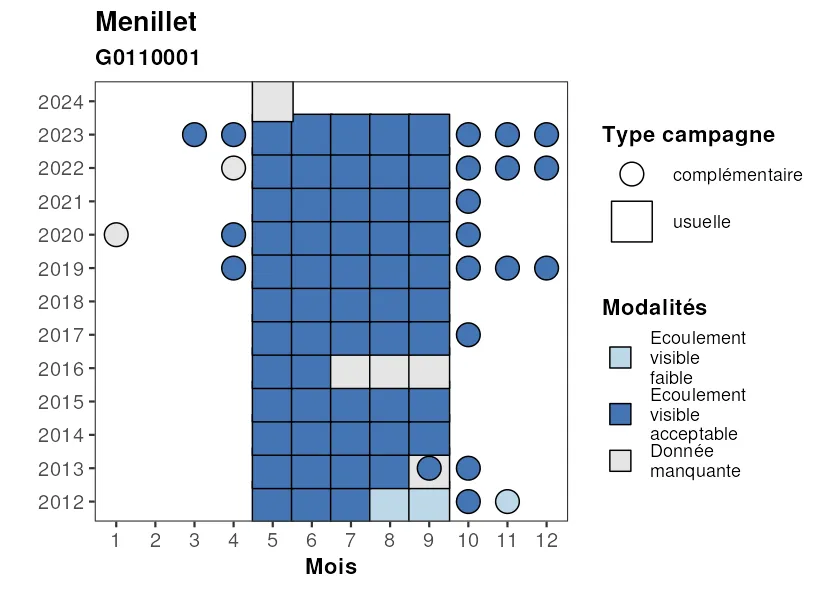 Menillet
G0110001
2024
2023
2022
2021
2020
2019
2018
2017
2016
2015
2014
2013
2012
1 2 3 4 5 6 7 8 9 10 11 12
Mois
Type campagne
complémentaire
usuelle
Modalités
Ecoulement
visible
faible
Ecoulement
visible
acceptable
Donnée
manquante